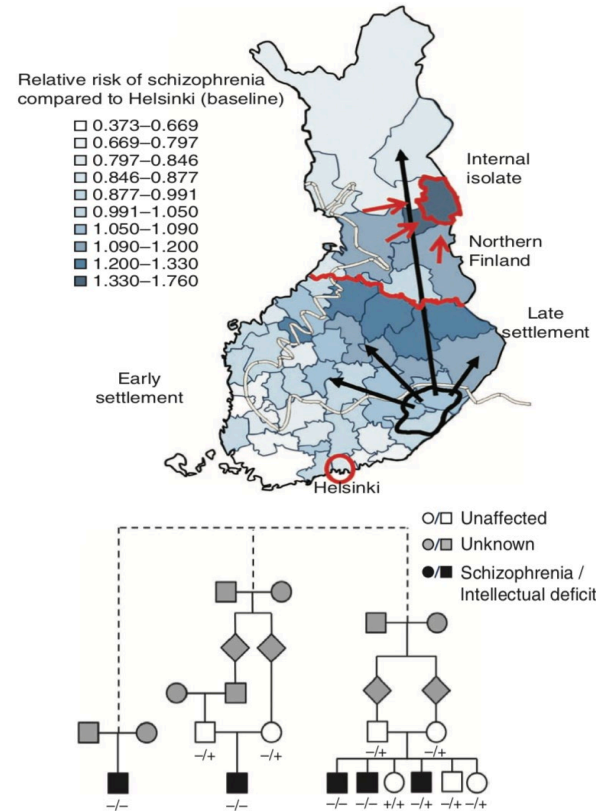 Relative risk of schizophrenia
compared to Helsinki (baseline)
0.373–0.669
0.669–0.797
0.797–0.846
0.846–0.877
0.877–0.991
0.991–1.050
1.050–1.090
1.090–1.200
1.200–1.330
1.330–1.760
Internal
isolate
Northern
Finland
Late
settlement
Early
settlement
Helsinki
Unaffected
Unknown
Schizophrenia /
Intellectual deficit
–/+ –/+
–/+ –/+
–/– –/– –/– –/– +/+ –/+ –/+ –/+